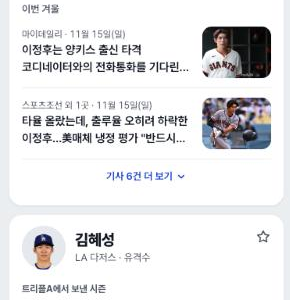 이번 겨울
마이데일리 · 11월 15일(일)
이정후는 양키스 출신 타격
코디네이터와의 전화통화를 기다린...
스포츠조선 외 1곳 · 11월 15일(일)
타율 올랐는데, 출루율 오히려 하락한
이정후...美매체 냉정 평가 "반드시...
기사 6건 더 보기
김혜성
LA 다저스 · 유격수
트리플A에서 보낸 시즌